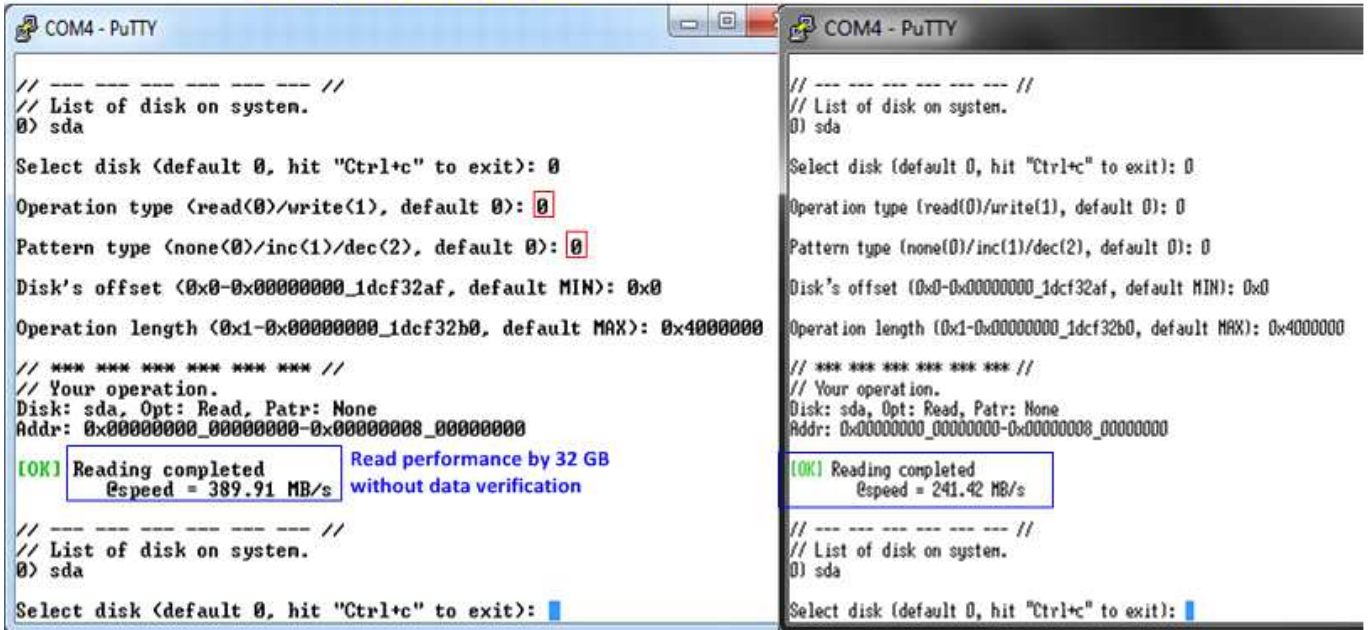 COM4 - PuTTY
// --- --- --- --- --- --- //
// List of disk on system.
0) sda
Select disk (default 0, hit "Ctrl+c" to exit): 0
Operation type (read(0)/write(1), default 0): 0
Pattern type (none(0)/inc(1)/dec(2), default 0): 0
Disk's offset (0x0-0x00000000_1dcf32af, default MIN): 0x0
Operation length (0x1-0x00000000_1dcf32b0, default MAX): 0x4000000
// *** *** *** *** *** *** //
// Your operation.
Disk: sda, Opt: Read, Patr: None
Addr: 0x00000000_00000000-0x00000008_00000000
[OK] Reading completed
@speed = 389.91 MB/s
Read performance by 32 GB
without data verification
// --- --- --- --- --- --- //
// List of disk on system.
0) sda
Select disk (default 0, hit "Ctrl+c" to exit):
COM4 - PuTTY
// --- --- --- --- --- --- //
// List of disk on system.
0) sda
Select disk (default 0, hit "Ctrl+c" to exit): 0
Operation type (read(0)/write(1), default 0): 0
Pattern type (none(0)/inc(1)/dec(2), default 0): 0
Disk's offset (0x0-0x00000000_1dcf32af, default MIN): 0x0
Operation length (0x1-0x00000000_1dcf32b0, default MAX): 0x4000000
// *** *** *** *** *** *** //
// Your operation.
Disk: sda, Opt: Read, Patr: None
Addr: 0x00000000_00000000-0x00000008_00000000
[OK] Reading completed
@speed = 241.42 MB/s
// --- --- --- --- --- --- //
// List of disk on system.
0) sda
Select disk (default 0, hit "Ctrl+c" to exit):